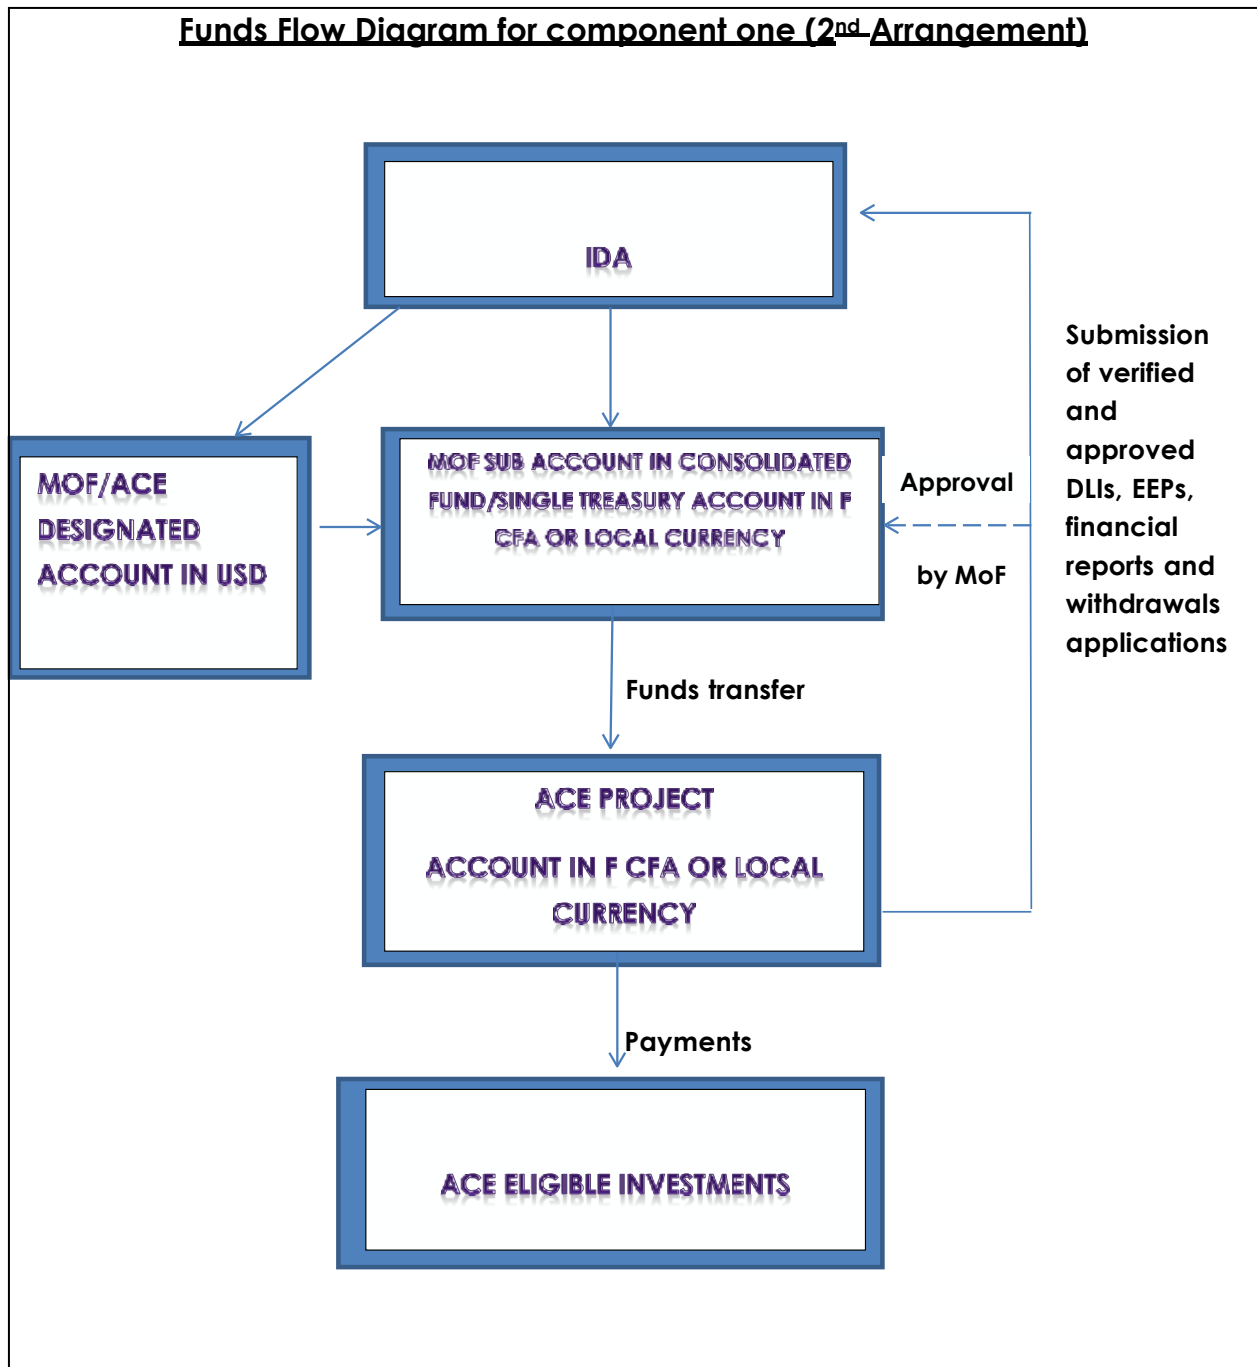 Funds Flow Diagram for component one (2nd Arrangement)
IDA
MOF/ACE
DESIGNATED
ACCOUNT IN USD
MOF SUB ACCOUNT IN CONSOLIDATED
FUND/SINGLE TREASURY ACCOUNT IN F
CFA OR LOCAL CURRENCY
Approval
by MoF
Submission
of verified
and
approved
DLIs, EEPs,
financial
reports and
withdrawals
applications
Funds transfer
ACE PROJECT
ACCOUNT IN F CFA OR LOCAL
CURRENCY
Payments
ACE ELIGIBLE INVESTMENTS